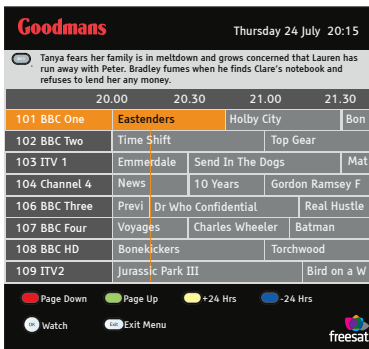 Goodmans
Thursday 24 July 20:15
Tanya fears her family is in meltdown and grows concerned that Lauren has
run away with Peter. Bradley fumes when he finds Clare's notebook and
refuses to lend her any money.
20.00 20.30 21.00 21.30
101 BBC One Eastenders Holby City Bon
102 BBC Two Time Shift Top Gear
103 ITV 1 Emmerdale Send In The Dogs Mat
104 Channel 4 News 10 Years Gordon Ramsey F
106 BBC Three Previ Dr Who Confidential Real Hustle
107 BBC Four Voyages Charles Wheeler Batman
108 BBC HD Bonekickers Torchwood
109 ITV2 Jurassic Park III Bird on a W
Page Down Page Up +24 Hrs -24 Hrs
OK Watch Exit Exit Menu
freesat